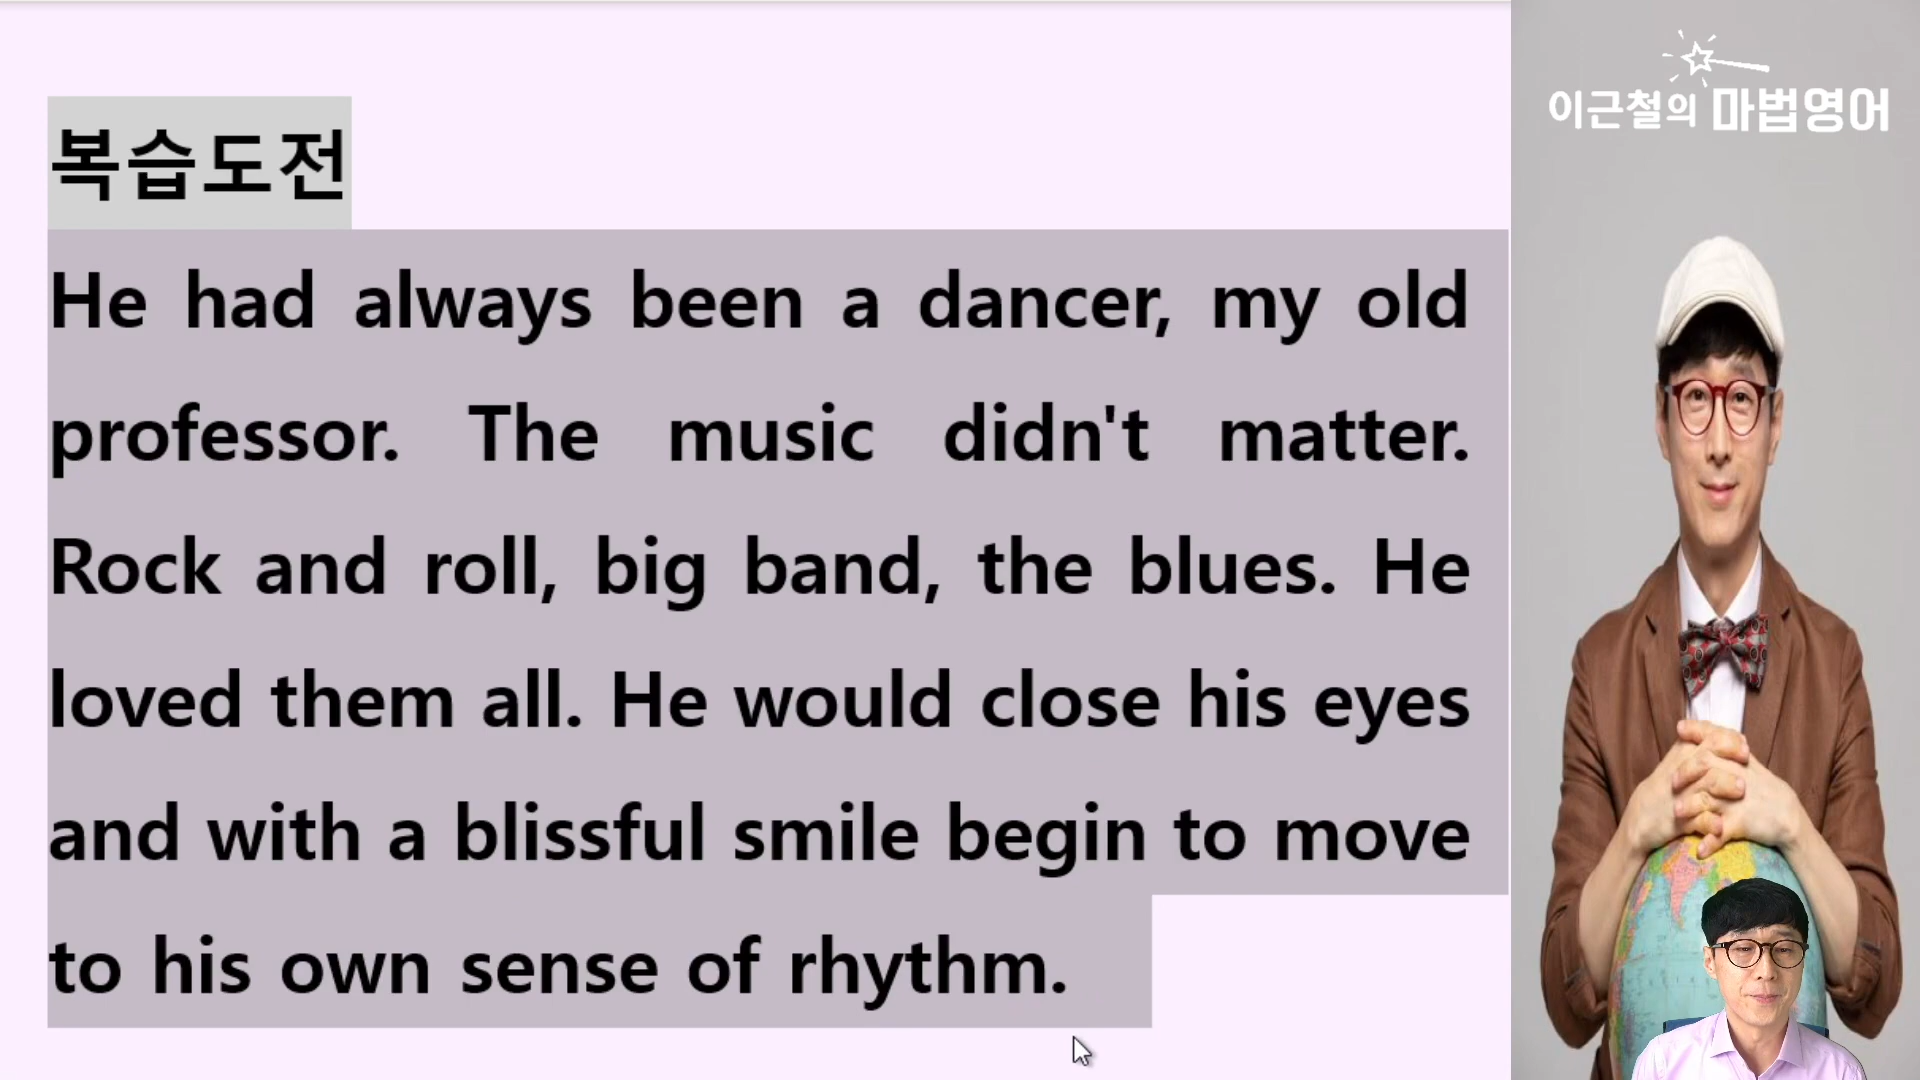 이근철의 마법영어
복습도전
He had always been a dancer, my old
professor. The music didn't matter.
Rock and roll, big band, the blues. He
loved them all. He would close his eyes
and with a blissful smile begin to move
to his own sense of rhythm.